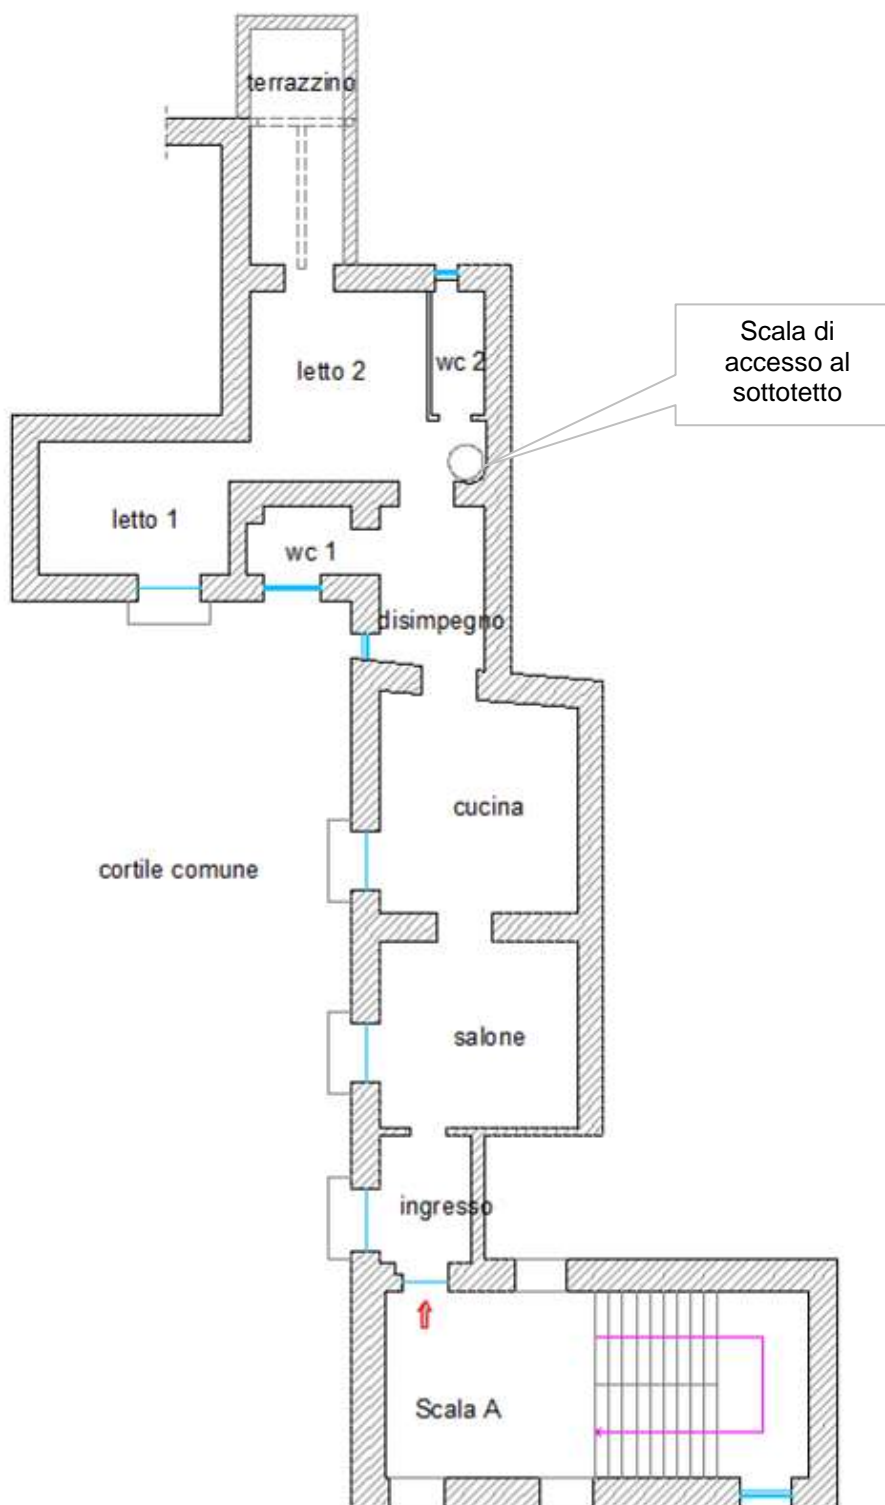 terrazzino
letto 2
wc 2
Scala di
accesso al
sottotetto
letto 1
wc 1
disimpegno
cucina
cortile comune
salone
ingresso
Scala A